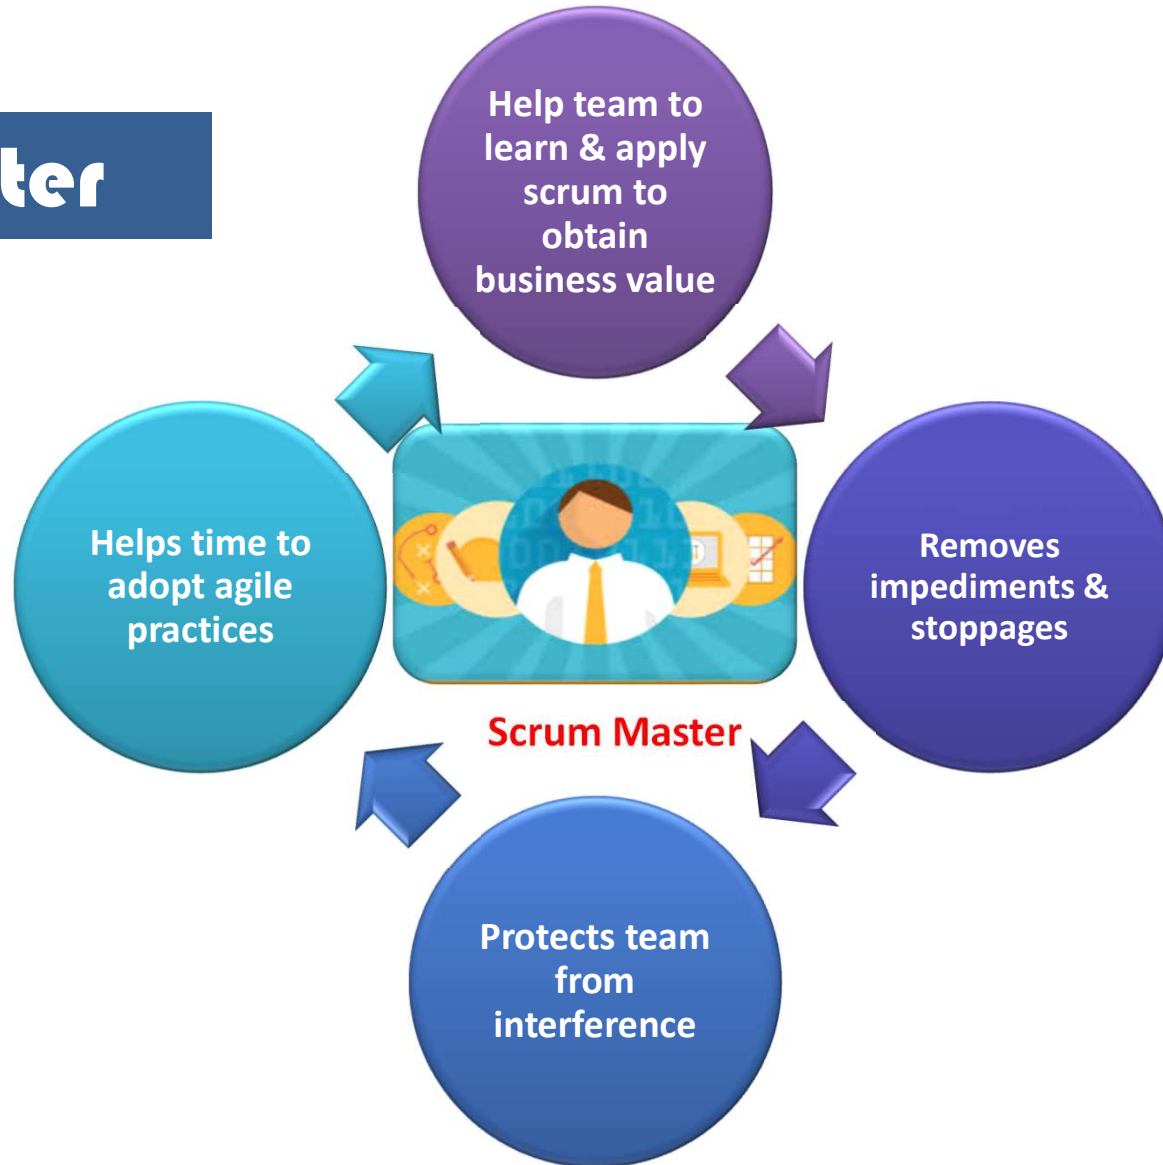 ter
Help team to
learn & apply
scrum to
obtain
business value
Helps time to
adopt agile
practices
Removes
impediments &
stoppages
Scrum Master
Protects team
from
interference